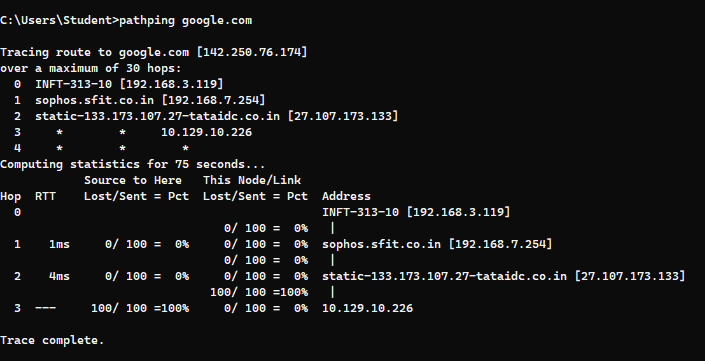 C:\Users\Student>pathping google.com
Tracing route to google.com [142.250.76.174]
over a maximum of 30 hops:
  0  INFT-313-10 [192.168.3.119]
  1  sophos.sfit.co.in [192.168.7.254]
  2  static-133.173.107.27-tataidc.co.in [27.107.173.133]
  3     *        *     10.129.10.226
  4     *        *        *
Computing statistics for 75 seconds...
            Source to Here   This Node/Link
Hop  RTT    Lost/Sent = Pct  Lost/Sent = Pct  Address
  0                                           INFT-313-10 [192.168.3.119]
                                0/ 100 =  0%   |
  1    1ms     0/ 100 =  0%     0/ 100 =  0%  sophos.sfit.co.in [192.168.7.254]
                                0/ 100 =  0%   |
  2    4ms     0/ 100 =  0%     0/ 100 =  0%  static-133.173.107.27-tataidc.co.in [27.107.173.133]
                              100/ 100 =100%   |
  3  ---     100/ 100 =100%     0/ 100 =  0%  10.129.10.226
Trace complete.